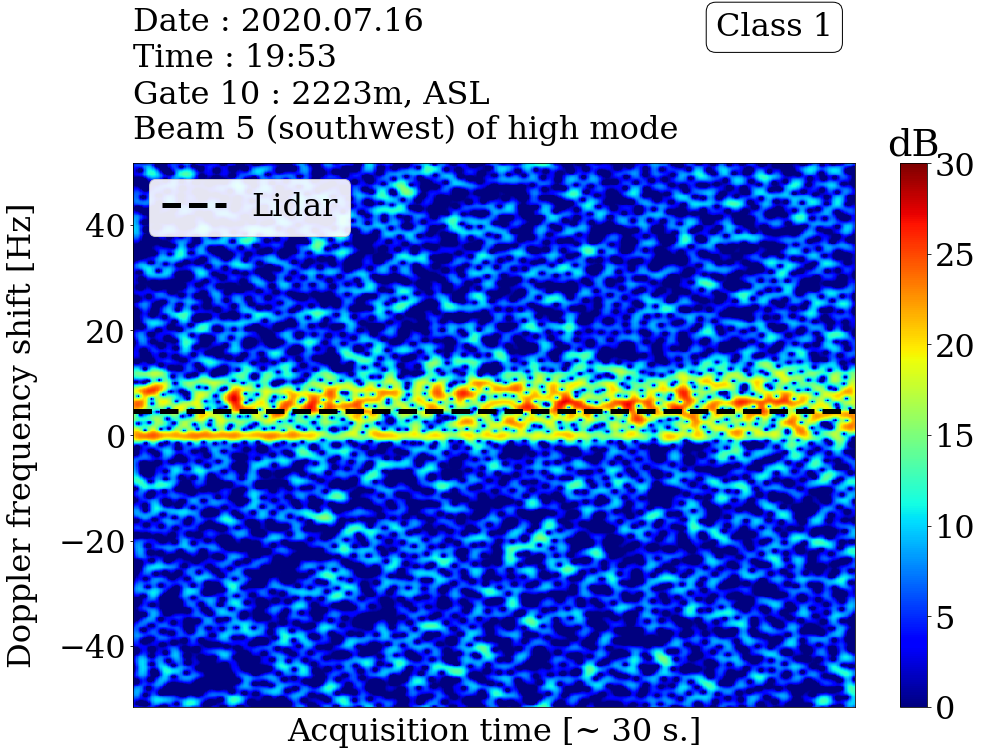 Date : 2020.07.16
Time : 19:53
Gate 10 : 2223m, ASL
Beam 5 (southwest) of high mode
Class 1
dB
Lidar
Doppler frequency shift [Hz]
40
20
0
−20
−40
30
25
20
15
10
5
0
Acquisition time [~ 30 s.]